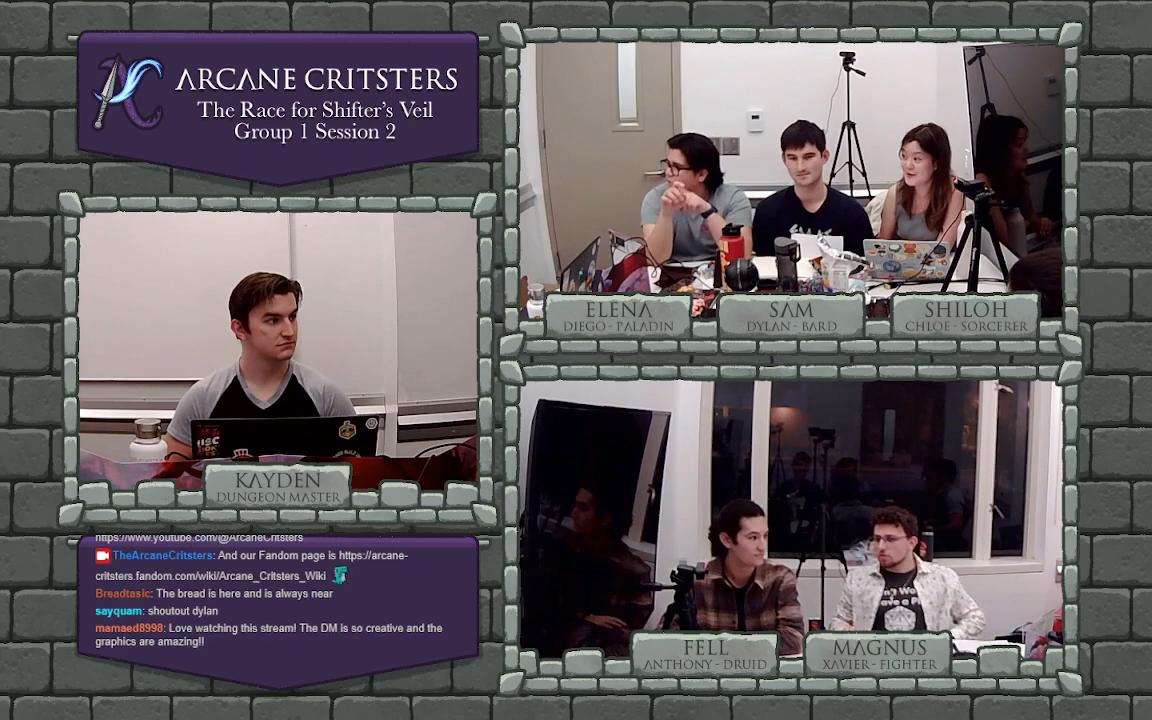 ARCANE CRITSTERS
The Race for Shifter's Veil
Group 1 Session 2
ELENA
DIEGO - PALADIN
SAM
DYLAN - BARD
SHILOH
CHLOE - SORCERER
KAYDEN
DUNGEON MASTER
https://www.youtube.com/@ArcaneCritsters
TheArcaneCritsters: And our Fandom page is https://arcane-
critsters.fandom.com/wiki/Arcane_Critsters_Wiki
Breadtasic: The bread is here and is always near
sayquam: shoutout dylan
mamaed8998: Love watching this stream! The DM is so creative and the
graphics are amazing!!
FELL
ANTHONY - DRUID
MAGNUS
XAVIER - FIGHTER